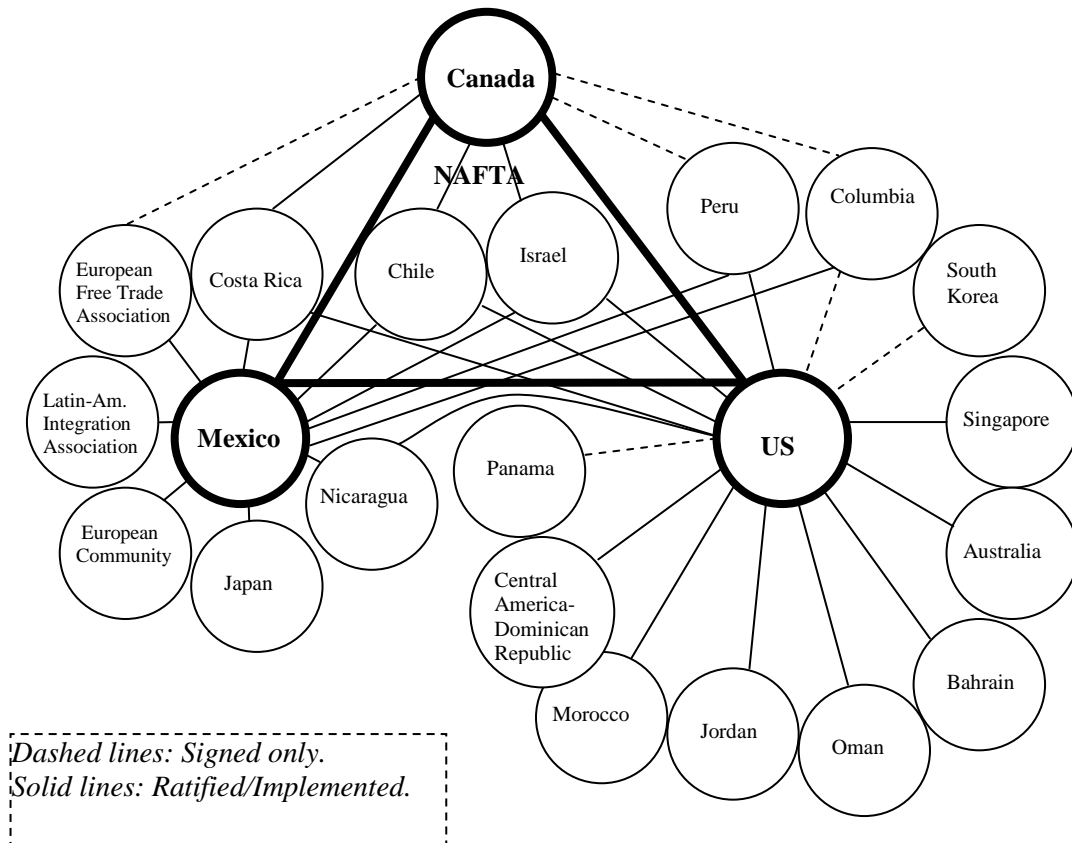 Canada
NAFTA
Peru
Columbia
European
Free Trade
Association
Costa Rica
Chile
Israel
South
Korea
Latin-Am.
Integration
Association
Mexico
Nicaragua
Panama
US
Singapore
European
Community
Japan
Central
America-
Dominican
Republic
Australia
Morocco
Jordan
Oman
Bahrain
Dashed lines: Signed only.
Solid lines: Ratified/Implemented.